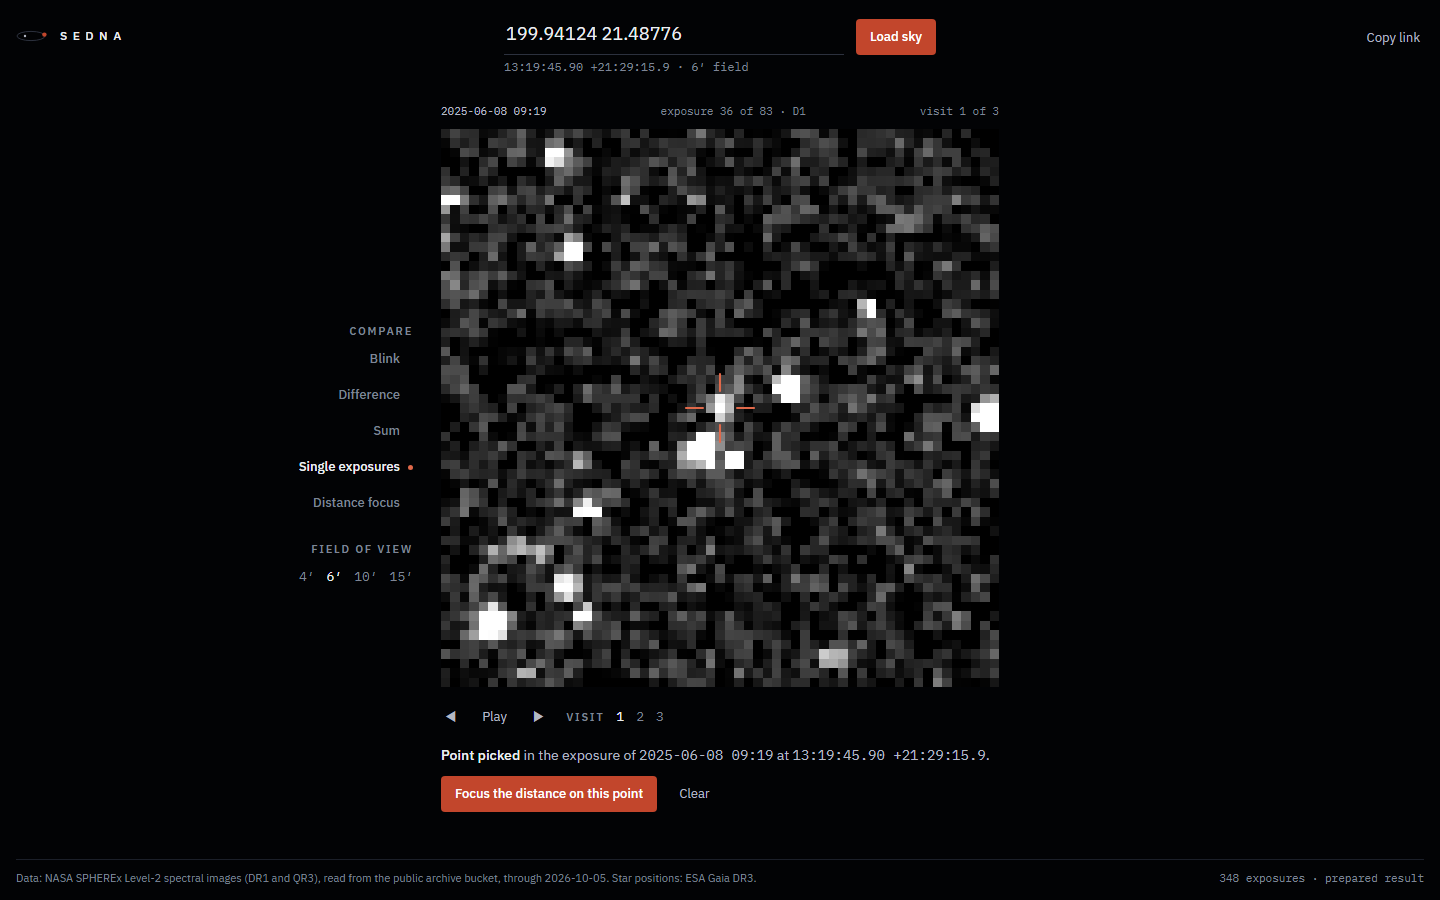 SEDNA
199.94124 21.48776
Load sky
Copy link
13:19:45.90 +21:29:15.9 · 6′ field
2025-06-08 09:19
exposure 36 of 83 · D1
visit 1 of 3
COMPARE
Blink
Difference
Sum
Single exposures
Distance focus
FIELD OF VIEW
4′ 6′ 10′ 15′
Play
VISIT 1 2 3
Point picked in the exposure of 2025-06-08 09:19 at 13:19:45.90 +21:29:15.9.
Focus the distance on this point
Clear
Data: NASA SPHEREx Level-2 spectral images (DR1 and QR3), read from the public archive bucket, through 2026-10-05. Star positions: ESA Gaia DR3.
348 exposures · prepared result